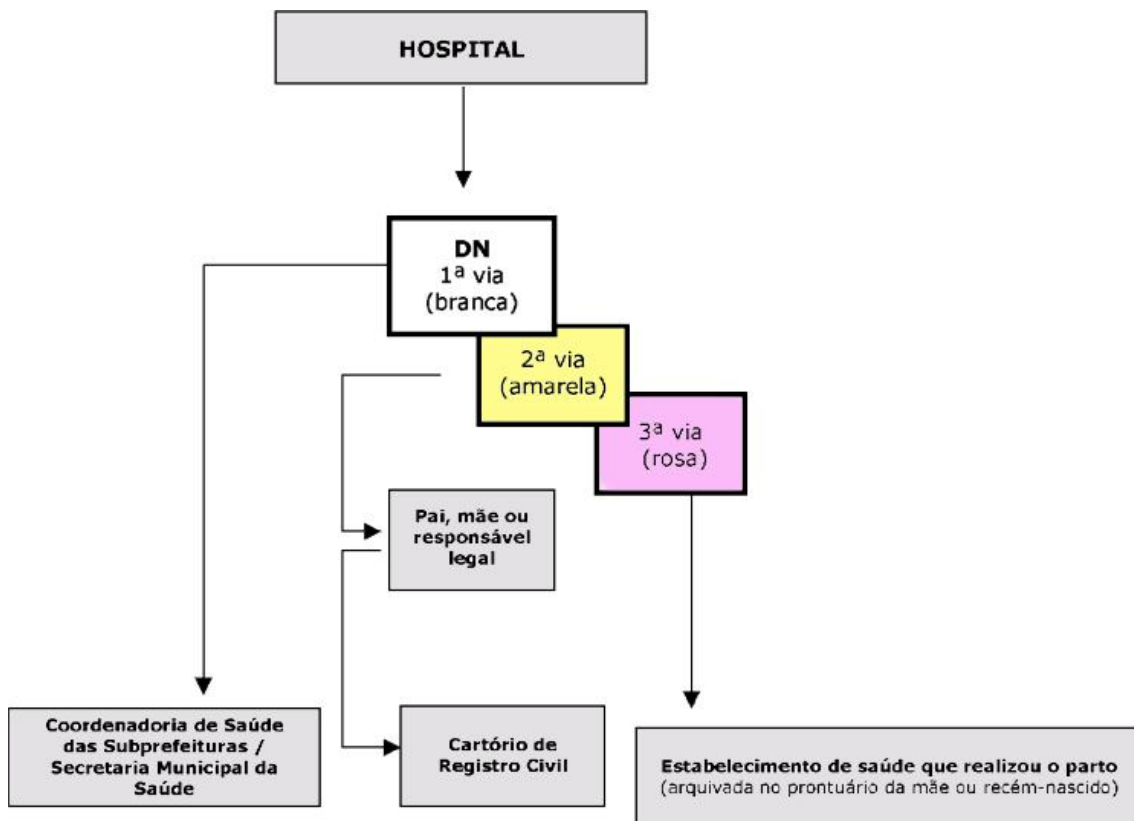 HOSPITAL
DN
1ª via
(branca)
2ª via
(amarela)
3ª via
(rosa)
Pai, mãe ou
responsável
legal
Coordenadoria de Saúde
das Subprefeituras /
Secretaria Municipal da
Saúde
Cartório de
Registro Civil
Estabelecimento de saúde que realizou o parto
(arquivada no prontuário da mãe ou recém-nascido)